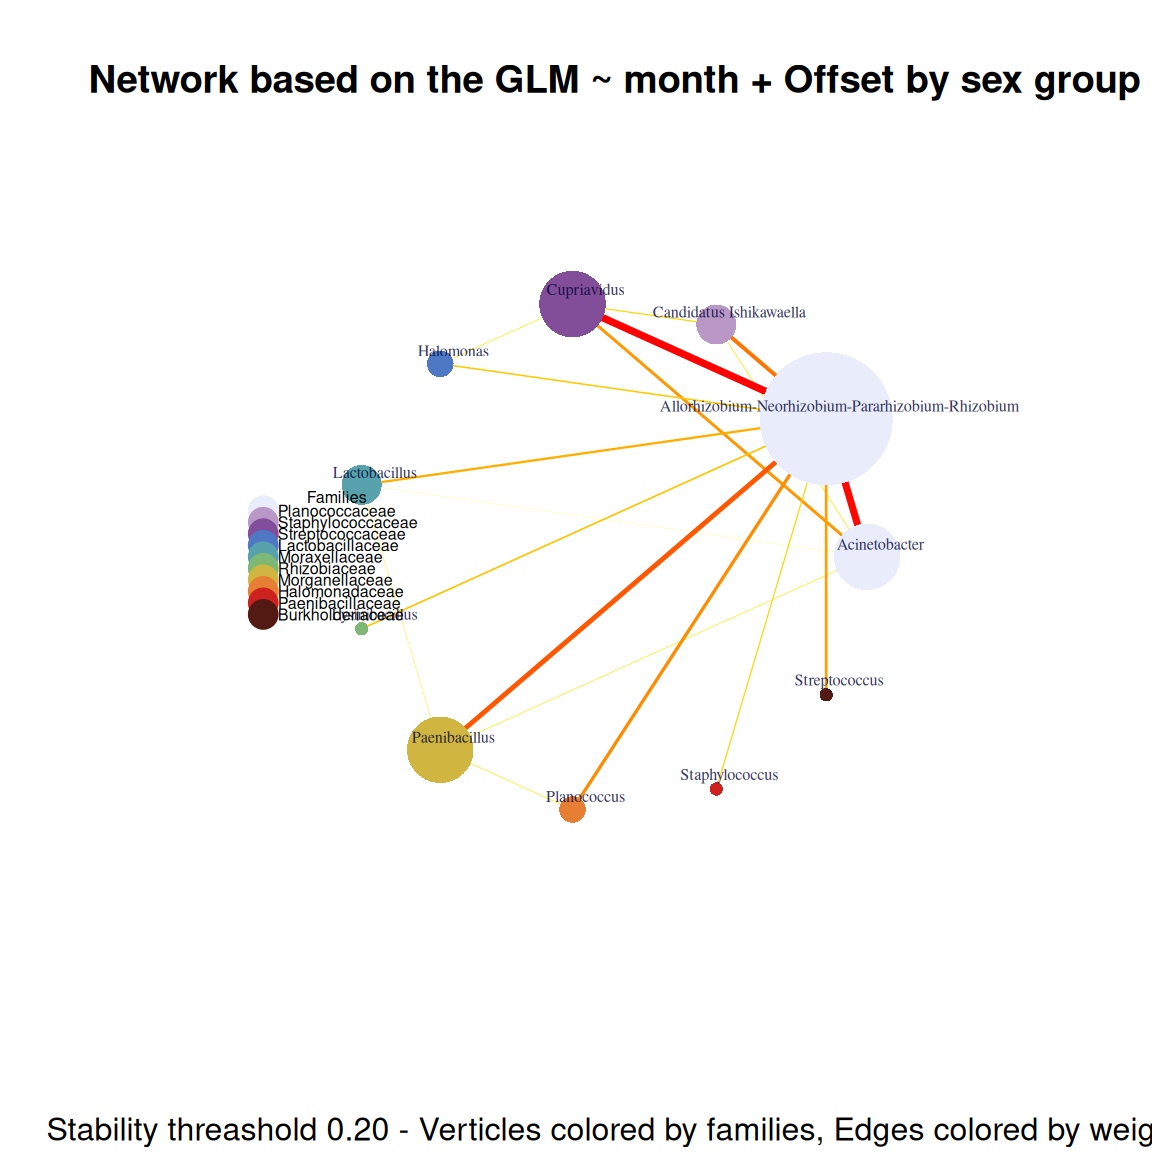 Network based on the GLM ~ month + Offset by sex group
Cupriavidus
Candidatus Ishikawaella
Halomonas
Allorhizobium-Neorhizobium-Pararhizobium-Rhizobium
Lactobacillus
Families
Planococcaceae
Staphylococcaceae
Streptococcaceae
Lactobacillaceae
Moraxellaceae
Rhizobiaceae
Morganellaceae
Halomonadaceae
Paenibacillaceae
Burkholderiaceae
Acinetobacter
Streptococcus
Paenibacillus
Staphylococcus
Planococcus
Stability threashold 0.20 - Verticles colored by families, Edges colored by weig